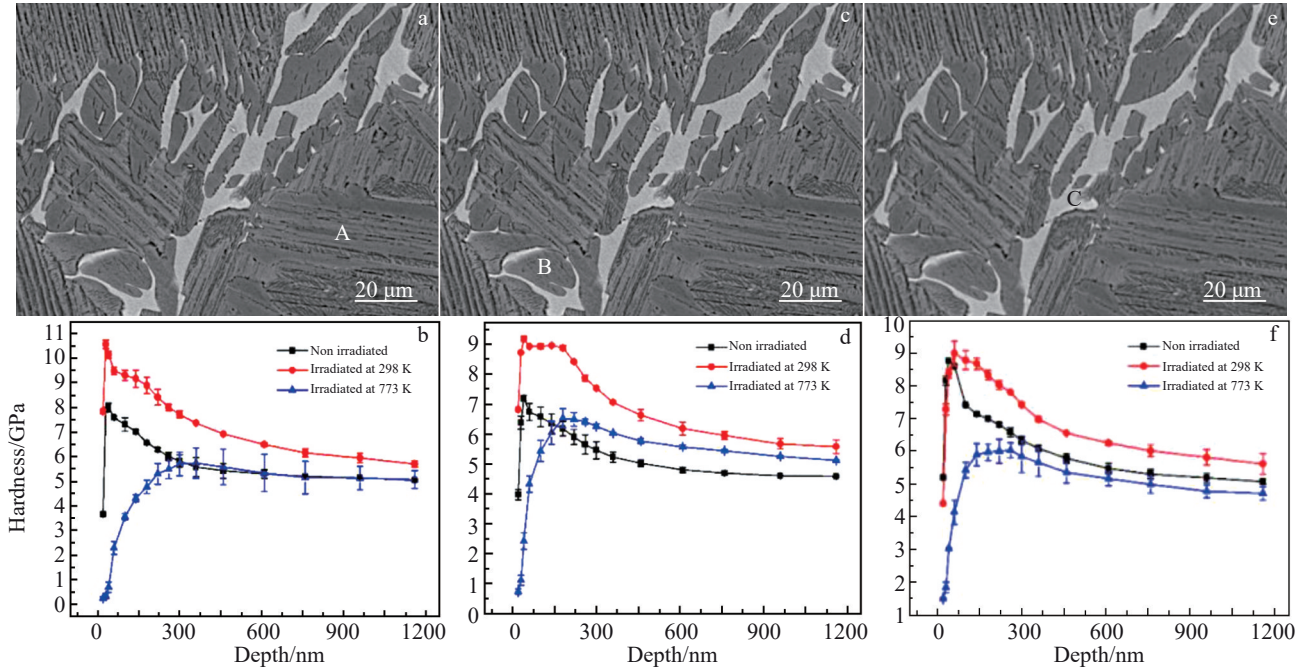 a
A
20 μm
c
B
20 μm
e
C
20 μm
Hardness/GPa
b
Non irradiated
Irradiated at 298 K
Irradiated at 773 K
11
10
9
8
7
6
5
4
3
2
1
0
0 300 600 900 1200
Depth/nm
d
Non irradiated
Irradiated at 298 K
Irradiated at 773 K
9
8
7
6
5
4
3
2
1
0
0 300 600 900 1200
Depth/nm
f
Non irradiated
Irradiated at 298 K
Irradiated at 773 K
10
9
8
7
6
5
4
3
2
1
0 300 600 900 1200
Depth/nm